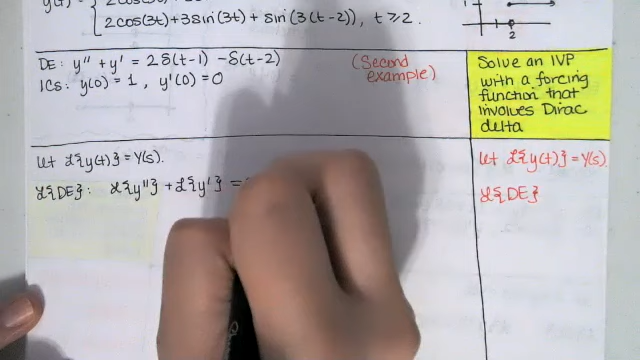 2cos(3t)+3sin(3t)+ sin(3(t-2)), t≥2.
2
DE: y'' + y' = 2δ(t-1) -δ(t-2)
ICs: y(0) = 1, y'(0) = 0
(Second
example)
Solve an IVP
with a forcing
function that
involves Dirac
delta
Let ℒ{y(t)} = Y(s).
ℒ{DE}: ℒ{y''} + ℒ{y'} =
Let ℒ{y(t)} = Y(s).
ℒ{DE}